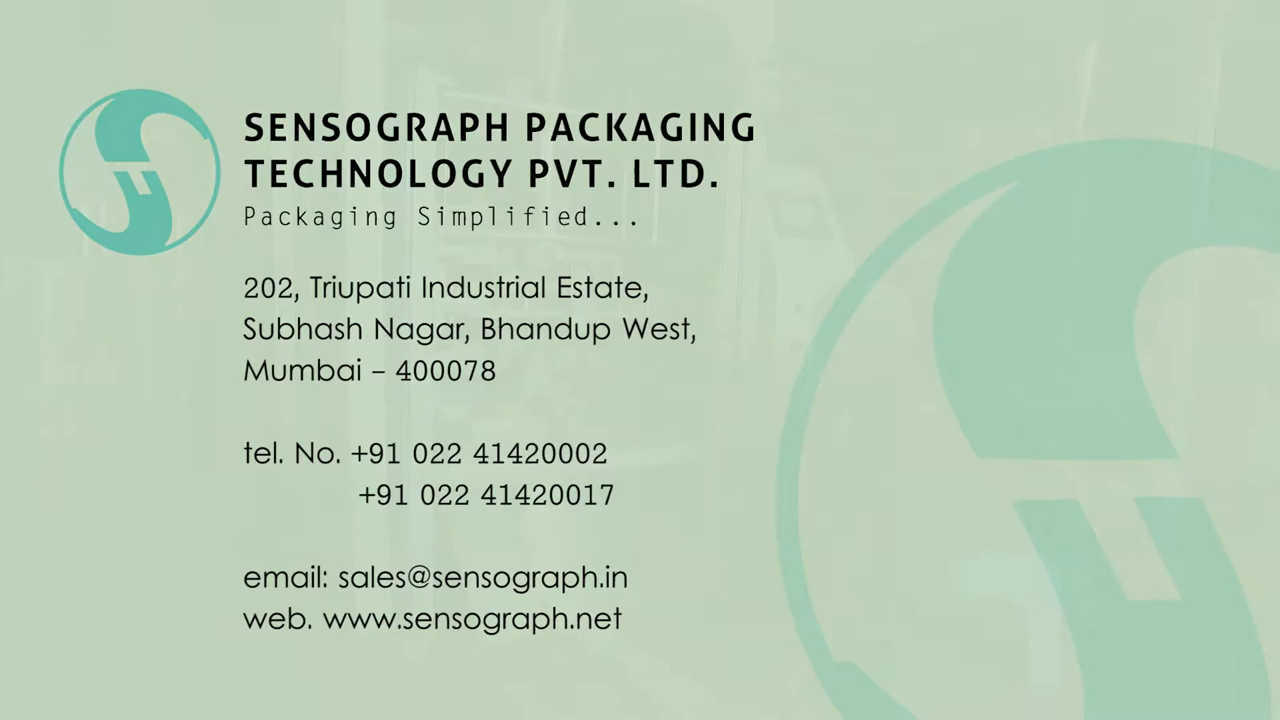 SENSOGRAPH PACKAGING
TECHNOLOGY PVT. LTD.
Packaging Simplified...
202, Triupati Industrial Estate,
Subhash Nagar, Bhandup West,
Mumbai – 400078
tel. No. +91 022 41420002
+91 022 41420017
email: sales@sensograph.in
web. www.sensograph.net